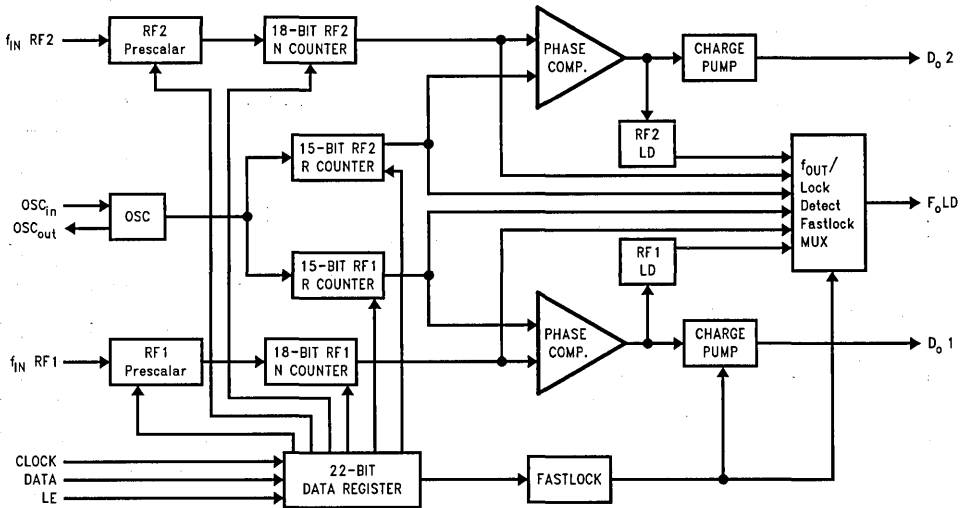 f_IN RF2
RF2
Prescalar
18-BIT RF2
N COUNTER
PHASE
COMP.
CHARGE
PUMP
D_o 2
RF2
LD
15-BIT RF2
R COUNTER
OSC_in
OSC_out
OSC
f_OUT/
Lock
Detect
Fastlock
MUX
F_oLD
15-BIT RF1
R COUNTER
RF1
LD
f_IN RF1
RF1
Prescalar
18-BIT RF1
N COUNTER
PHASE
COMP.
CHARGE
PUMP
D_o 1
CLOCK
DATA
LE
22-BIT
DATA REGISTER
FASTLOCK